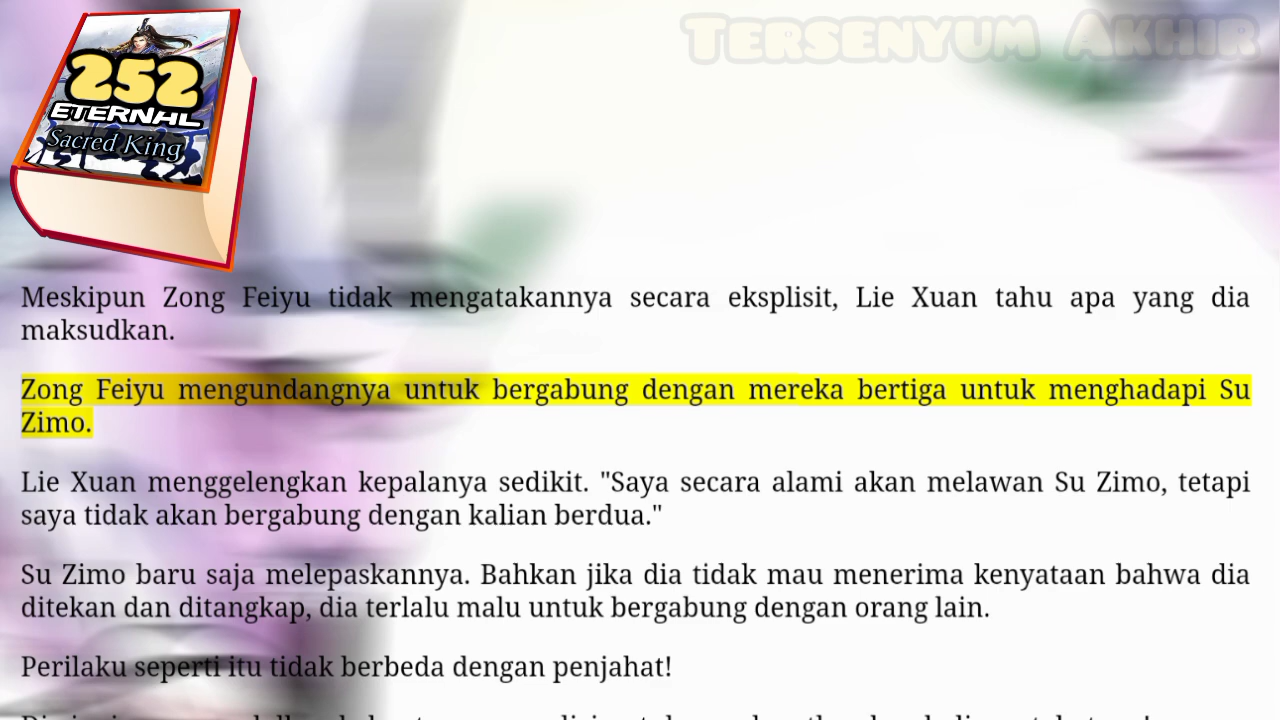 TERSENYUM AKHIR
252
ETERNAL
Sacred King
Meskipun Zong Feiyu tidak mengatakannya secara eksplisit, Lie Xuan tahu apa yang dia
maksudkan.
Zong Feiyu mengundangnya untuk bergabung dengan mereka bertiga untuk menghadapi Su
Zimo.
Lie Xuan menggelengkan kepalanya sedikit. "Saya secara alami akan melawan Su Zimo, tetapi
saya tidak akan bergabung dengan kalian berdua."
Su Zimo baru saja melepaskannya. Bahkan jika dia tidak mau menerima kenyataan bahwa dia
ditekan dan ditangkap, dia terlalu malu untuk bergabung dengan orang lain.
Perilaku seperti itu tidak berbeda dengan penjahat!